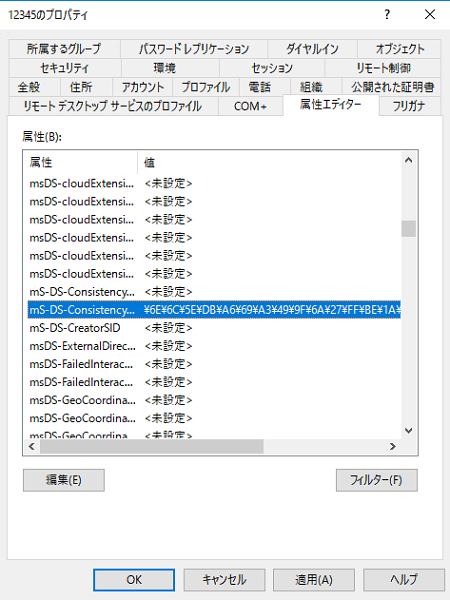 12345のプロパティ
? ×
所属するグループ パスワード レプリケーション ダイヤルイン オブジェクト
セキュリティ 環境 セッション リモート制御
全般 住所 アカウント プロファイル 電話 組織 公開された証明書
リモート デスクトップ サービスのプロファイル COM+ 属性エディター フリガナ
属性(B):
属性 値
msDS-cloudExtensi... <未設定>
msDS-cloudExtensi... <未設定>
msDS-cloudExtensi... <未設定>
msDS-cloudExtensi... <未設定>
msDS-cloudExtensi... <未設定>
msDS-cloudExtensi... <未設定>
mS-DS-Consistency... <未設定>
mS-DS-Consistency... ¥6E¥6C¥5E¥DB¥A6¥69¥A3¥49¥9F¥6A¥27¥FF¥BE¥1A¥
mS-DS-CreatorSID <未設定>
msDS-ExternalDirec... <未設定>
msDS-FailedInterac... <未設定>
msDS-FailedInterac... <未設定>
msDS-GeoCoordina... <未設定>
msDS-GeoCoordina... <未設定>
msDS-GeoCoordina... <未設定>
編集(E) フィルター(F)
OK キャンセル 適用(A) ヘルプ